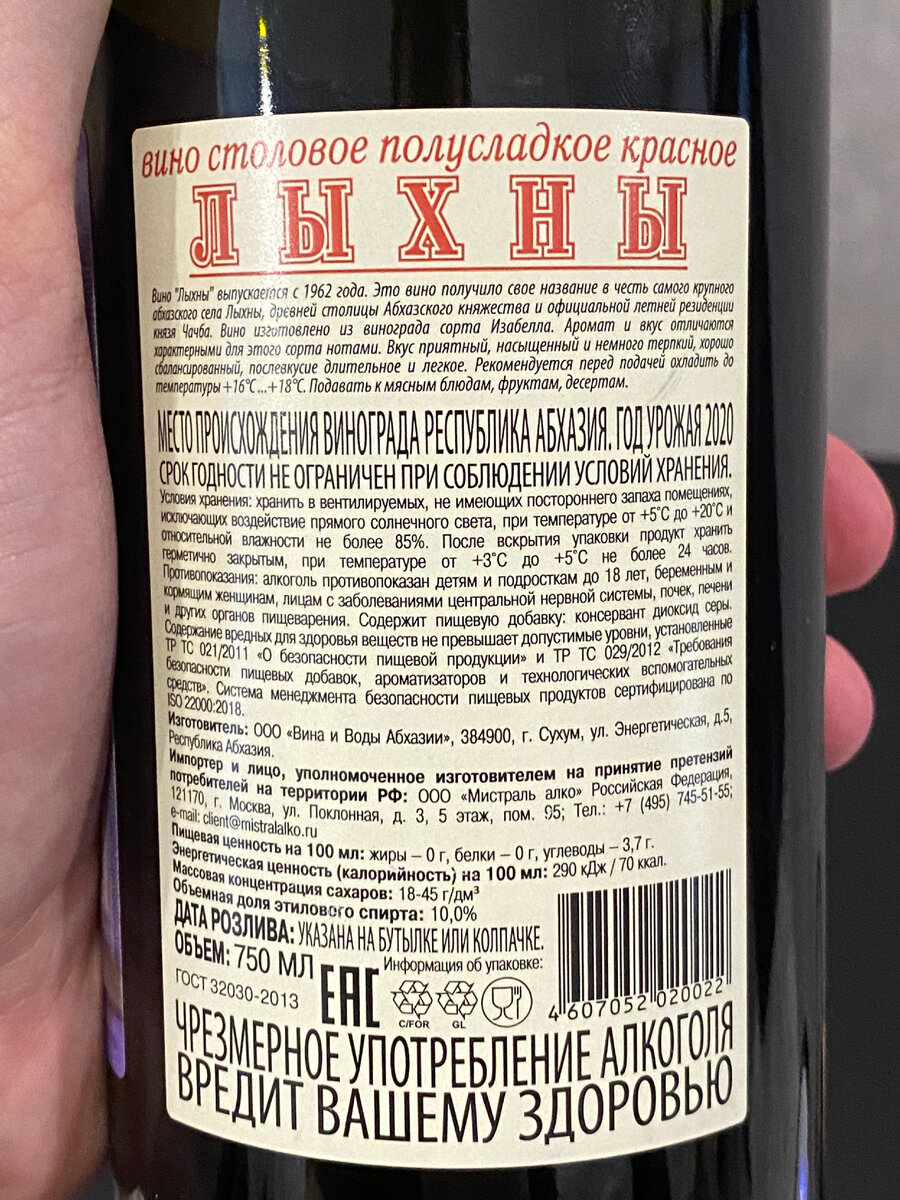 вино столовое полусладкое красное
ЛЫХНЫ
Вино "Лыхны" выпускается с 1962 года. Это вино получило свое название в честь самого крупного
абхазского села Лыхны, древней столицы Абхазского княжества и официальной летней резиденции
князя Чачба. Вино изготовлено из винограда сорта Изабелла. Аромат и вкус отличаются
характерными для этого сорта нотами. Вкус приятный, насыщенный и немного терпкий, хорошо
сбалансированный, послевкусие длительное и легкое. Рекомендуется перед подачей охладить до
температуры +16°С...+18°С. Подавать к мясным блюдам, фруктам, десертам.
МЕСТО ПРОИСХОЖДЕНИЯ ВИНОГРАДА РЕСПУБЛИКА АБХАЗИЯ. ГОД УРОЖАЯ 2020
СРОК ГОДНОСТИ НЕ ОГРАНИЧЕН ПРИ СОБЛЮДЕНИИ УСЛОВИЙ ХРАНЕНИЯ.
Условия хранения: хранить в вентилируемых, не имеющих постороннего запаха помещениях,
исключающих воздействие прямого солнечного света, при температуре от +5°С до +20°С и
относительной влажности не более 85%. После вскрытия упаковки продукт хранить
герметично закрытым, при температуре от +3°С до +5°С не более 24 часов.
Противопоказания: алкоголь противопоказан детям и подросткам до 18 лет, беременным и
кормящим женщинам, лицам с заболеваниями центральной нервной системы, почек, печени
и других органов пищеварения. Содержит пищевую добавку: консервант диоксид серы.
Содержание вредных для здоровья веществ не превышает допустимые уровни, установленные
ТР ТС 021/2011 «О безопасности пищевой продукции» и ТР ТС 029/2012 «Требования
безопасности пищевых добавок, ароматизаторов и технологических вспомогательных
средств». Система менеджмента безопасности пищевых продуктов сертифицирована по
ISO 22000:2018.
Изготовитель: ООО «Вина и Воды Абхазии», 384900, г. Сухум, ул. Энергетическая, д.5,
Республика Абхазия.
Импортер и лицо, уполномоченное изготовителем на принятие претензий
потребителей на территории РФ: ООО «Мистраль алко» Российская Федерация,
121170, г. Москва, ул. Поклонная, д. 3, 5 этаж, пом. 95; Тел.: +7 (495) 745-51-55;
e-mail: client@mistralalko.ru
Пищевая ценность на 100 мл: жиры – 0 г, белки – 0 г, углеводы – 3,7 г.
Энергетическая ценность (калорийность) на 100 мл: 290 кДж / 70 ккал.
Массовая концентрация сахаров: 18-45 г/дм³
Объемная доля этилового спирта: 10,0%
ДАТА РОЗЛИВА: УКАЗАНА НА БУТЫЛКЕ ИЛИ КОЛПАЧКЕ.
ОБЪЕМ: 750 МЛ
Информация об упаковке:
ГОСТ 32030-2013
ЕАС
C/FOR
GL
4 607052 020022
ЧРЕЗМЕРНОЕ УПОТРЕБЛЕНИЕ АЛКОГОЛЯ
ВРЕДИТ ВАШЕМУ ЗДОРОВЬЮ